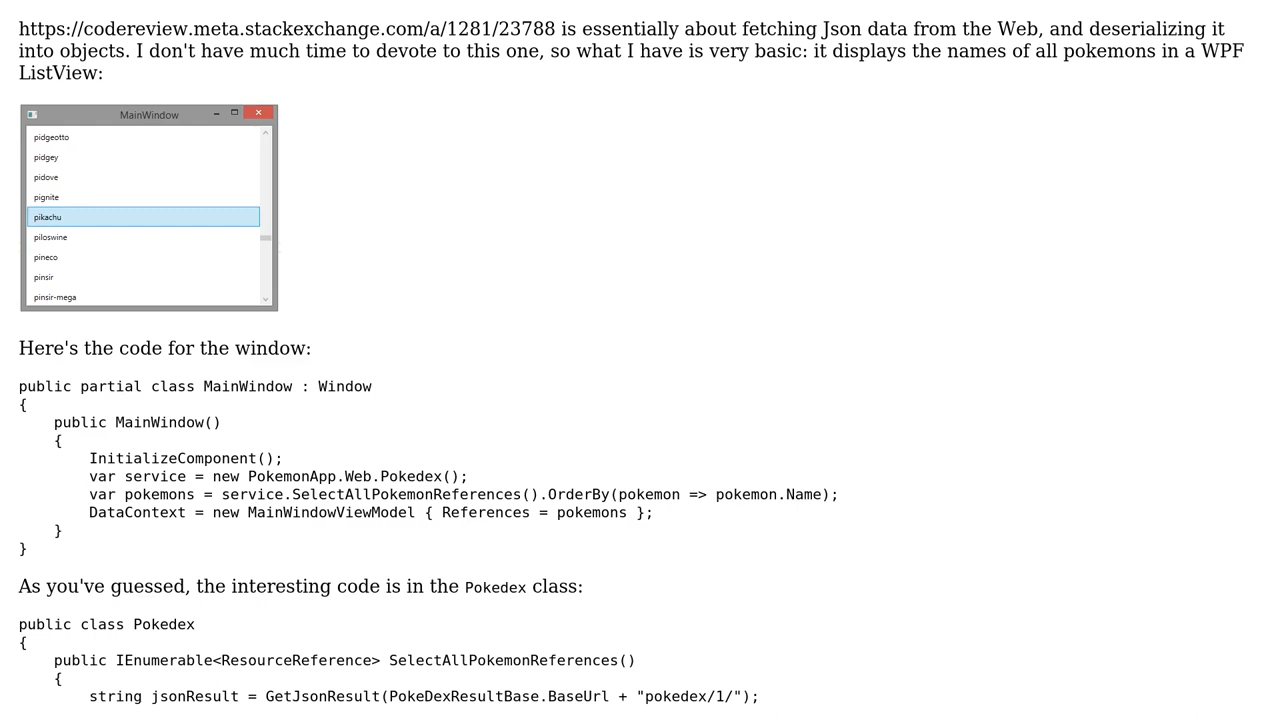 https://codereview.meta.stackexchange.com/a/1281/23788 is essentially about fetching Json data from the Web, and deserializing it
into objects. I don't have much time to devote to this one, so what I have is very basic: it displays the names of all pokemons in a WPF
ListView:
MainWindow
pidgeotto
pidgey
pidove
pignite
pikachu
piloswine
pineco
pinsir
pinsir-mega
Here's the code for the window:
public partial class MainWindow : Window
{
    public MainWindow()
    {
        InitializeComponent();
        var service = new PokemonApp.Web.Pokedex();
        var pokemons = service.SelectAllPokemonReferences().OrderBy(pokemon => pokemon.Name);
        DataContext = new MainWindowViewModel { References = pokemons };
    }
}
As you've guessed, the interesting code is in the Pokedex class:
public class Pokedex
{
    public IEnumerable<ResourceReference> SelectAllPokemonReferences()
    {
        string jsonResult = GetJsonResult(PokeDexResultBase.BaseUrl + "pokedex/1/");